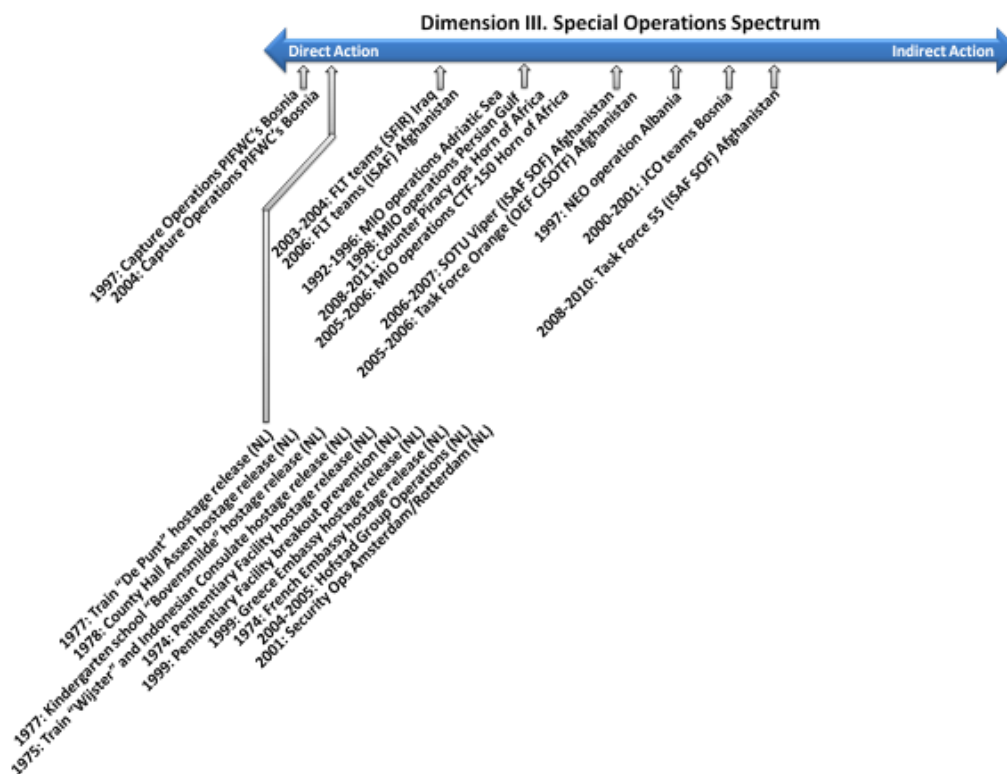 Dimension III. Special Operations Spectrum
Direct Action
Indirect Action
1997: Capture Operations PIFWC's Bosnia
2004: Capture Operations PIFWC's Bosnia
2003-2004: FLT teams (SFIR) Iraq
2006: FLT teams (ISAF) Afghanistan
1992-1996: MIO operations Adriatic Sea
1998: MIO operations Persian Gulf
2008-2011: Counter Piracy ops Horn of Africa
2005-2006: MIO operations CTF-150 Horn of Africa
2006-2007: SOTU Viper (ISAF SOF) Afghanistan
2005-2006: Task Force Orange (OEF CJSOTF) Afghanistan
1997: NEO operation Albania
2000-2001: JCO teams Bosnia
2008-2010: Task Force 55 (ISAF SOF) Afghanistan
1977: Train “De Punt” hostage release (NL)
1978: County Hall Assen hostage release (NL)
1977: Kindergarten school “Bovensmilde” hostage release (NL)
1975: Train “Wijster” and Indonesian Consulate hostage release (NL)
1974: Penitentiary Facility hostage release (NL)
1999: Penitentiary Facility breakout prevention (NL)
1999: Greece Embassy hostage release (NL)
1974: French Embassy hostage release (NL)
2004-2005: Hofstad Group Operations (NL)
2001: Security Ops Amsterdam/Rotterdam (NL)